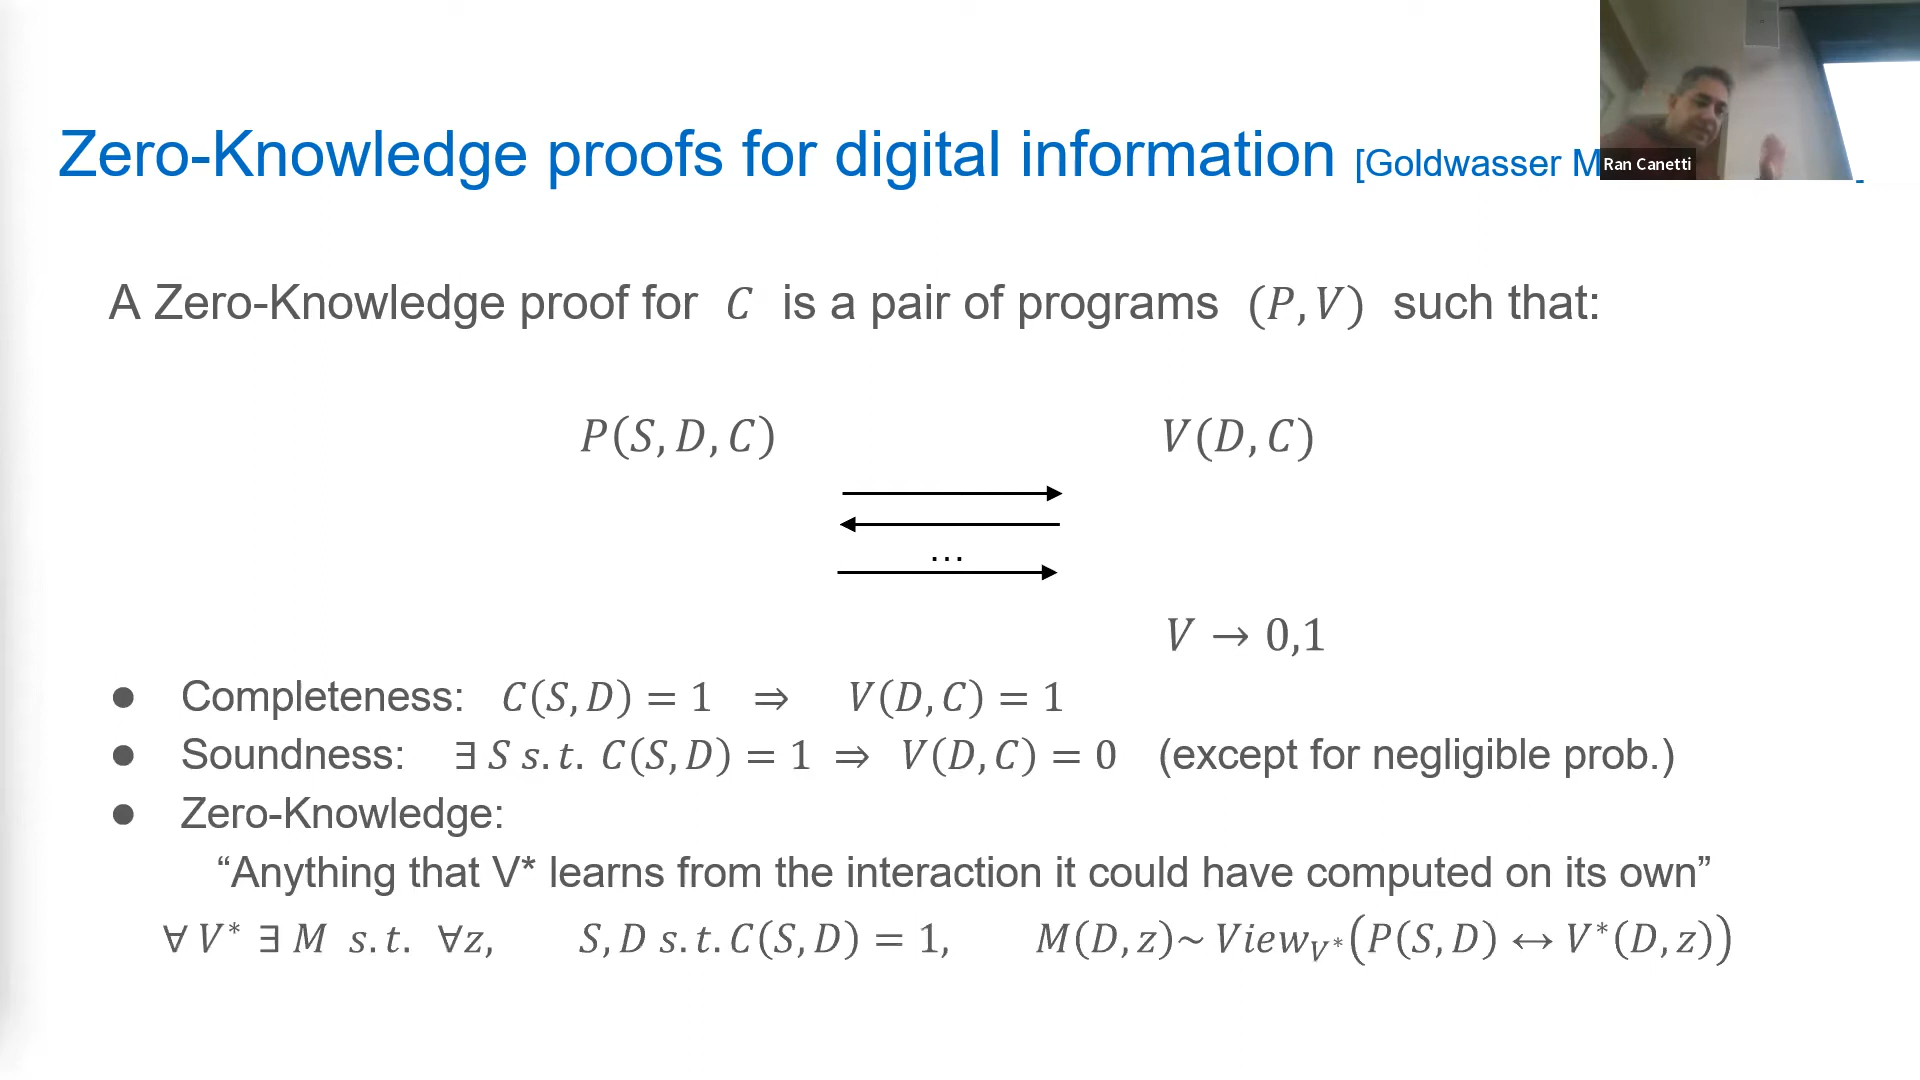 Zero-Knowledge proofs for digital information [Goldwasser M
Ran Canetti
A Zero-Knowledge proof for C is a pair of programs (P,V) such that:
P(S,D,C) V(D,C)
…
V → 0,1
● Completeness: C(S,D) = 1 ⇒ V(D,C) = 1
● Soundness: ∃ S s.t. C(S,D) = 1 ⇒ V(D,C) = 0 (except for negligible prob.)
● Zero-Knowledge:
“Anything that V* learns from the interaction it could have computed on its own”
∀ V* ∃ M s.t. ∀z, S,D s.t. C(S,D) = 1, M(D,z)~ View_V*(P(S,D) ↔ V*(D,z))